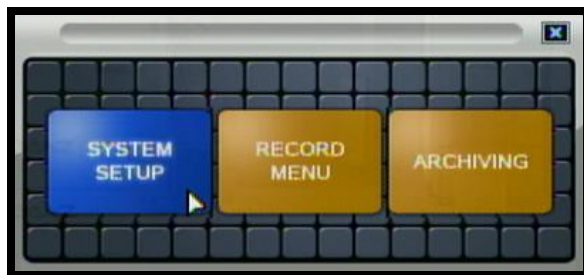 SYSTEM
SETUP
RECORD
MENU
ARCHIVING